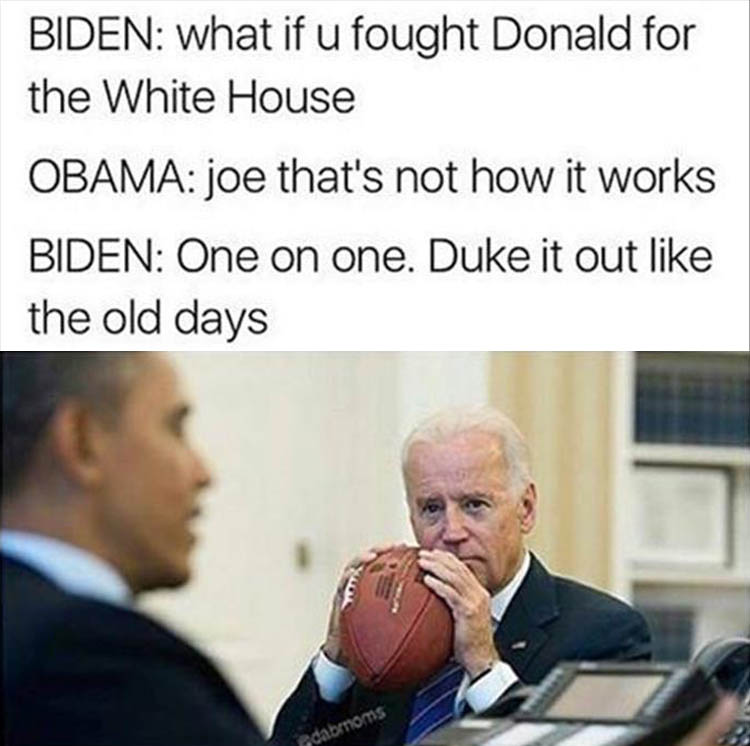 BIDEN: what if u fought Donald for
the White House
OBAMA: joe that's not how it works
BIDEN: One on one. Duke it out like
the old days
@dabmoms